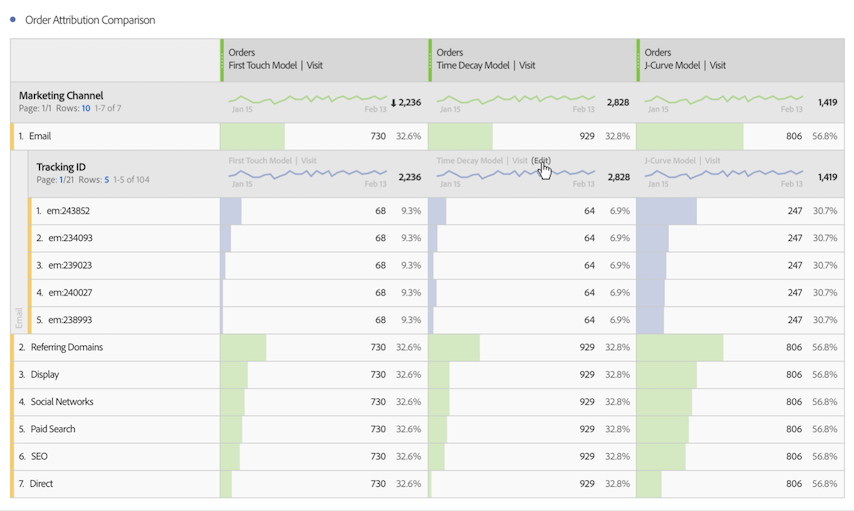 Order Attribution Comparison
Orders Orders Orders
First Touch Model | Visit Time Decay Model | Visit J-Curve Model | Visit
Marketing Channel
Page: 1/1 Rows: 10 1-7 of 7
Jan 15 Feb 13 2,236 Jan 15 Feb 13 2,828 Jan 15 Feb 13 1,419
1. Email 730 32.6% 929 32.8% 806 56.8%
First Touch Model | Visit Time Decay Model | Visit (Edit) J-Curve Model | Visit
Tracking ID
Page: 1/21 Rows: 5 1-5 of 104
Jan 15 Feb 13 2,236 Jan 15 Feb 13 2,828 Jan 15 Feb 13 1,419
1. em:243852 68 9.3% 64 6.9% 247 30.7%
2. em:234093 68 9.3% 64 6.9% 247 30.7%
3. em:239023 68 9.3% 64 6.9% 247 30.7%
4. em:240027 68 9.3% 64 6.9% 247 30.7%
5. em:238993 68 9.3% 64 6.9% 247 30.7%
Email
2. Referring Domains 730 32.6% 929 32.8% 806 56.8%
3. Display 730 32.6% 929 32.8% 806 56.8%
4. Social Networks 730 32.6% 929 32.8% 806 56.8%
5. Paid Search 730 32.6% 929 32.8% 806 56.8%
6. SEO 730 32.6% 929 32.8% 806 56.8%
7. Direct 730 32.6% 929 32.8% 806 56.8%